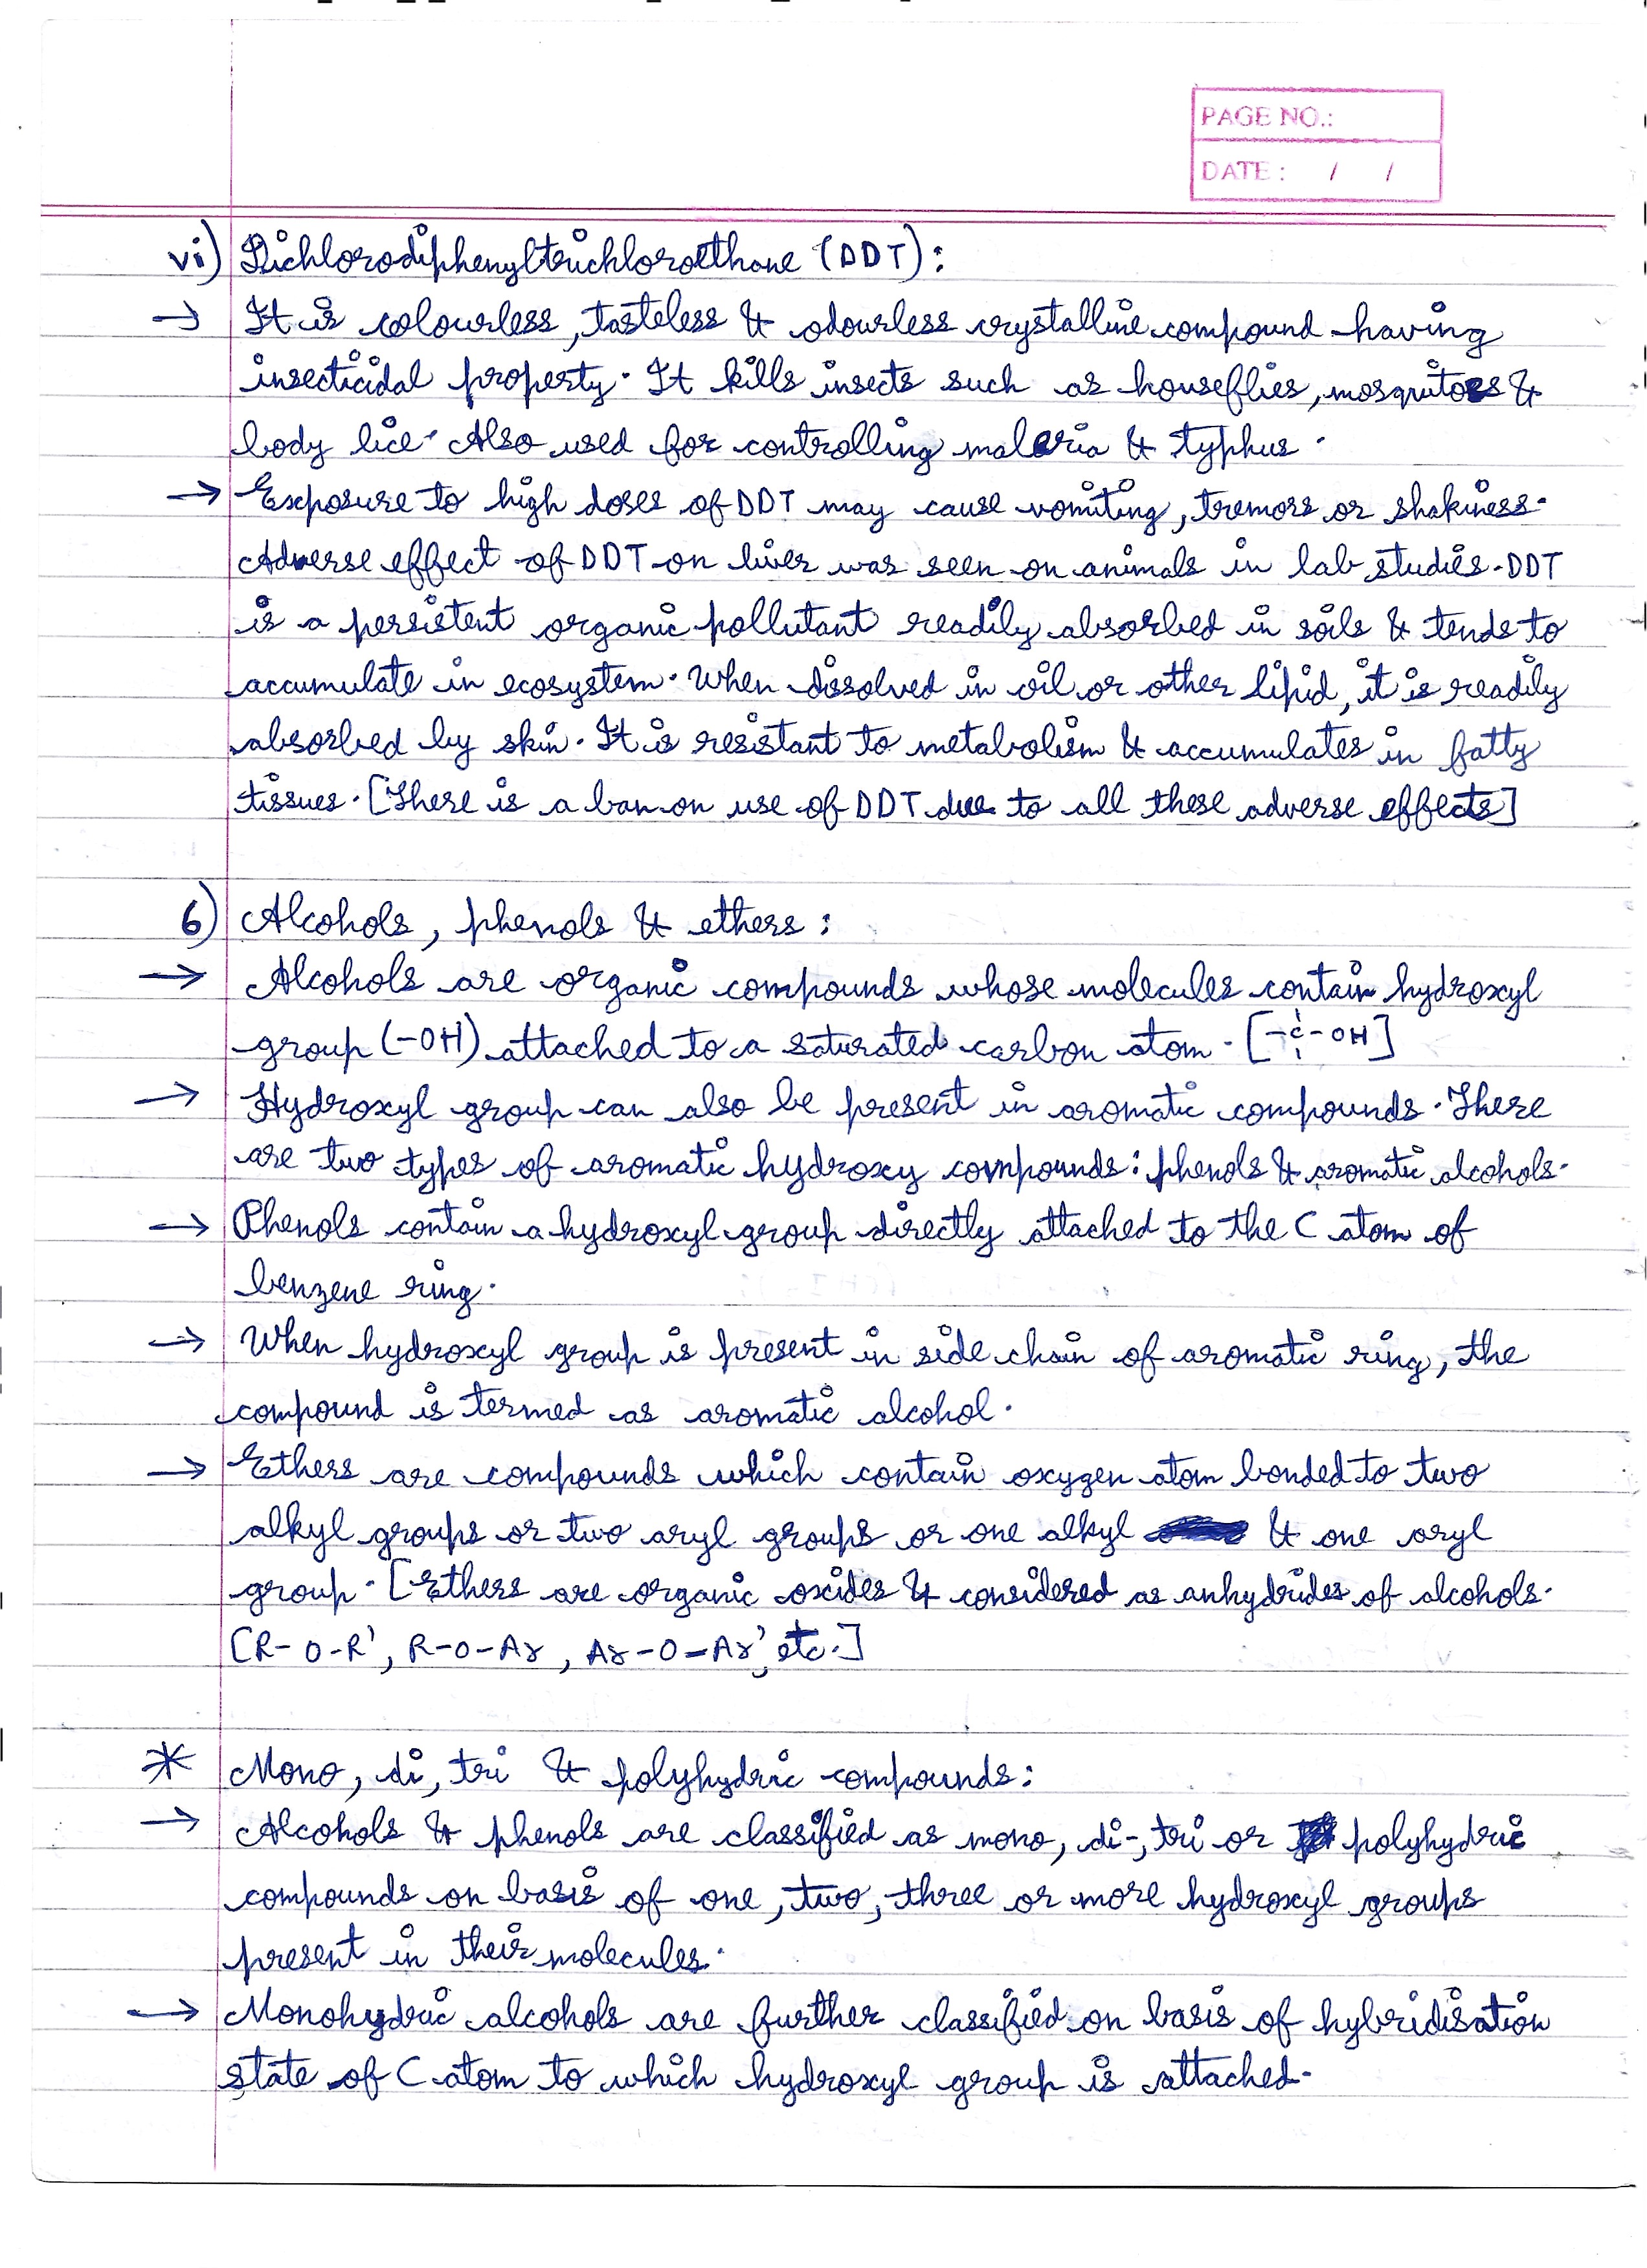 PAGE NO.:
DATE : / /
vi) Dichlorodiphenyltrichloroethane (DDT) :
→ It is colourless, tasteless & odourless crystalline compound having
insecticidal property. It kills insects such as houseflies, mosquitoes &
body lice. Also used for controlling malaria & typhus.
→ Exposure to high doses of DDT may cause vomiting, tremors or shakiness.
Adverse effect of DDT on liver was seen on animals in lab studies. DDT
is a persistent organic pollutant readily absorbed in soils & tends to
accumulate in ecosystem. When dissolved in oil or other lipid, it is readily
absorbed by skin. It is resistant to metabolism & accumulates in fatty
tissues. [There is a ban on use of DDT due to all these adverse effects]
6) Alcohols, phenols & ethers :
→ Alcohols are organic compounds whose molecules contain hydroxyl
group (-OH) attached to a saturated carbon atom. [-C-OH]
→ Hydroxyl group can also be present in aromatic compounds. There
are two types of aromatic hydroxy compounds : phenols & aromatic alcohols.
→ Phenols contain a hydroxyl group directly attached to the C atom of
benzene ring.
→ When hydroxyl group is present in side chain of aromatic ring, the
compound is termed as aromatic alcohol.
→ Ethers are compounds which contain oxygen atom bonded to two
alkyl groups or two aryl groups or one alkyl & one aryl
group. [Ethers are organic oxides & considered as anhydrides of alcohols.
[R-O-R', R-O-Ar, Ar-O-Ar', etc.]
* Mono, di, tri & polyhydric compounds :
→ Alcohols & phenols are classified as mono, di-, tri or polyhydric
compounds on basis of one, two, three or more hydroxyl groups
present in their molecules.
→ Monohydric alcohols are further classified on basis of hybridisation
state of C atom to which hydroxyl group is attached.